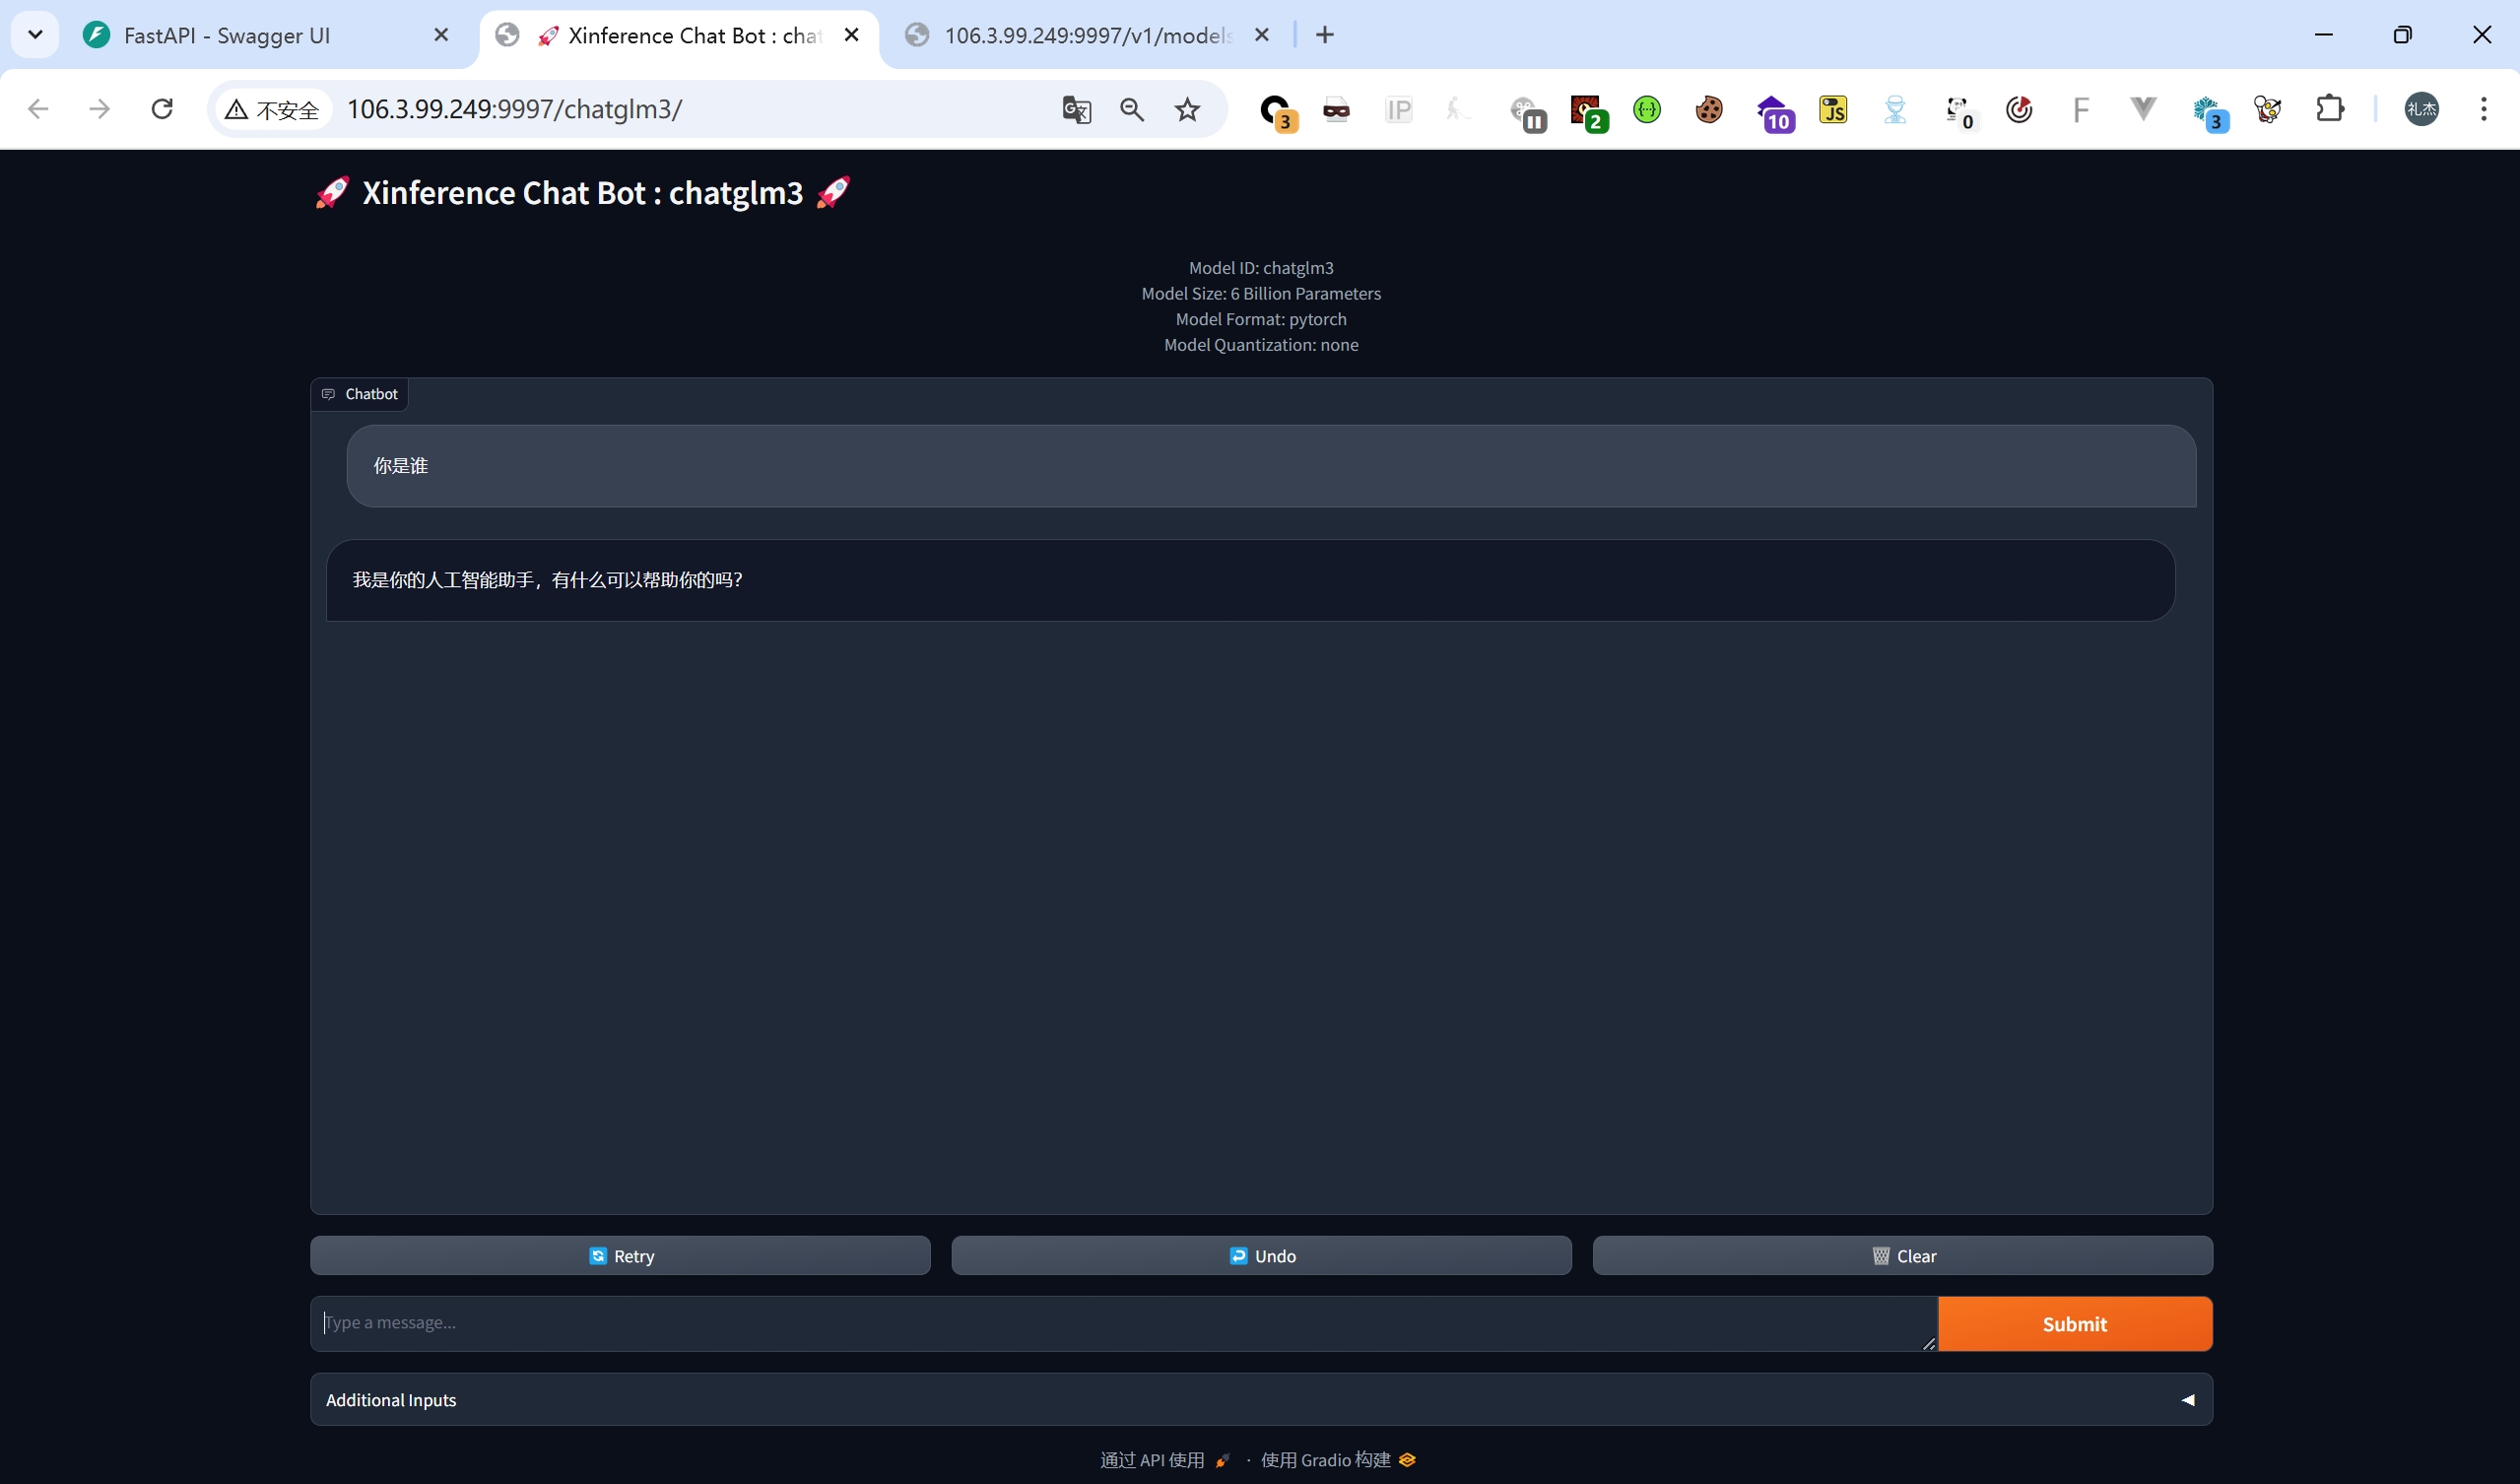 FastAPI - Swagger UI
🚀 Xinference Chat Bot : chat
106.3.99.249:9997/v1/models
不安全
106.3.99.249:9997/chatglm3/
3
IP
2
10
JS
0
F
3
礼杰
🚀 Xinference Chat Bot : chatglm3 🚀
Model ID: chatglm3
Model Size: 6 Billion Parameters
Model Format: pytorch
Model Quantization: none
Chatbot
你是谁
我是你的人工智能助手，有什么可以帮助你的吗？
Retry
Undo
Clear
Type a message...
Submit
Additional Inputs
通过 API 使用 · 使用 Gradio 构建